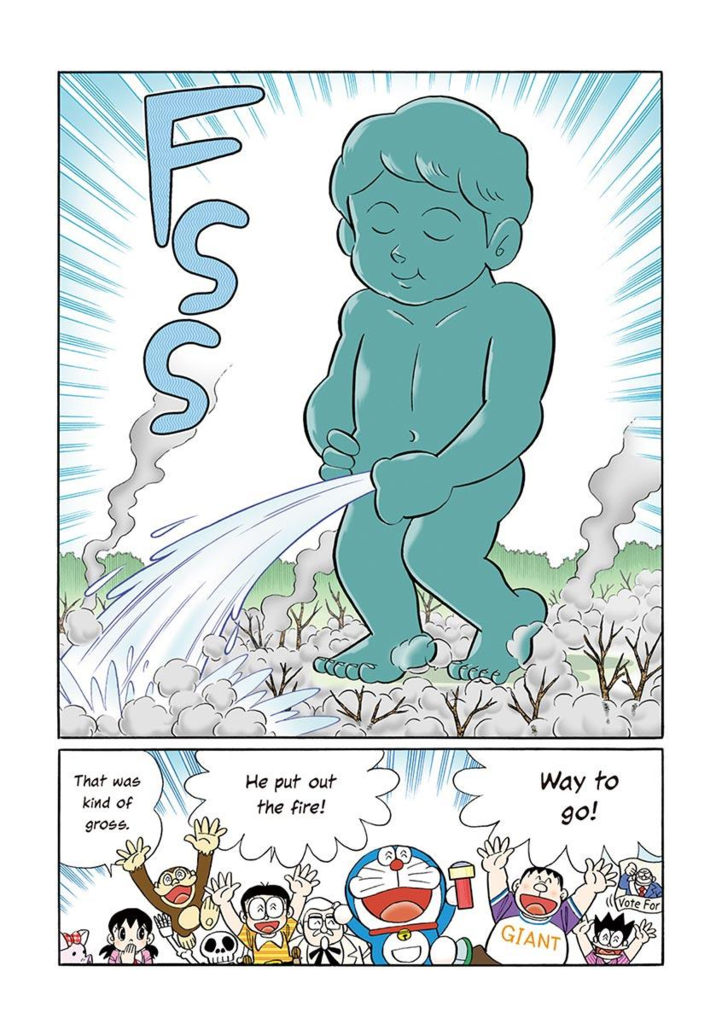 FSS
That was
kind of
gross.
He put out
the fire!
Way to
go!
GIANT
Vote For